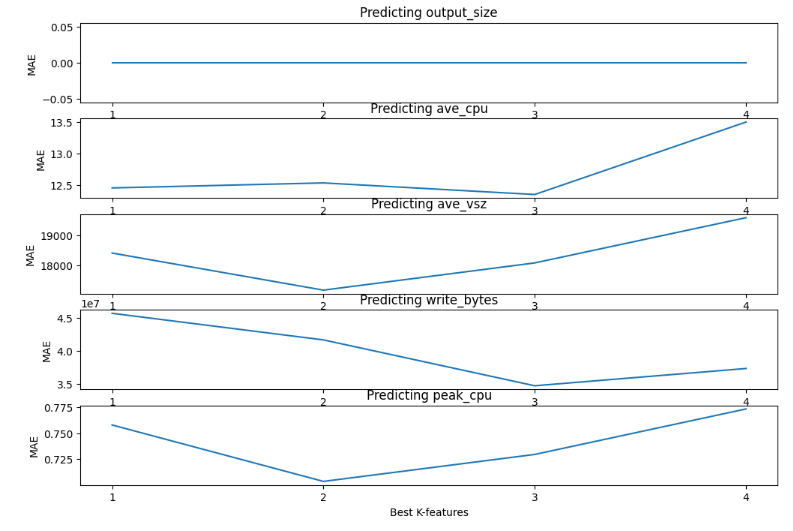 Predicting output_size
0.05
0.00
−0.05
MAE
1 2 3 4
Predicting ave_cpu
13.5
13.0
12.5
MAE
1 2 3 4
Predicting ave_vsz
19000
18000
MAE
1 2 3 4
Predicting write_bytes
1e7
4.5
4.0
3.5
MAE
1 2 3 4
Predicting peak_cpu
0.775
0.750
0.725
MAE
1 2 3 4
Best K-features